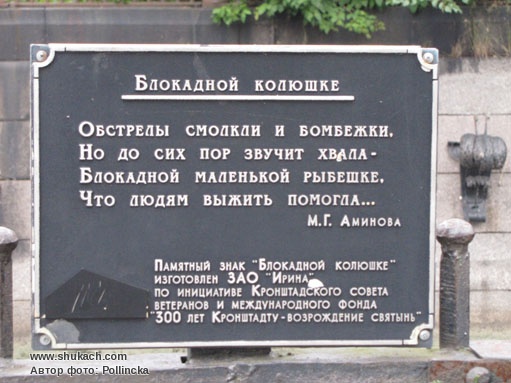 Блокадной колюшке
Обстрелы смолкли и бомбежки,
Но до сих пор звучит хвала-
Блокадной маленькой рыбешке,
Что людям выжить помогла...
М.Г. Аминова
Памятный знак "Блокадной колюшке"
изготовлен ЗАО "Ирина"
по инициативе Кронштадского совета
ветеранов и международного фонда
"300 лет Кронштадту - возрождение святынь"
www.shukach.com
Автор фото: Pollincka